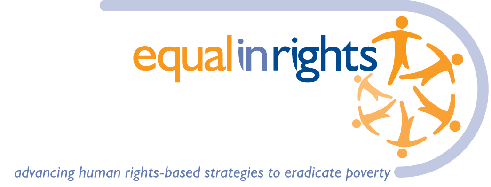 equalinrights
advancing human rights-based strategies to eradicate poverty